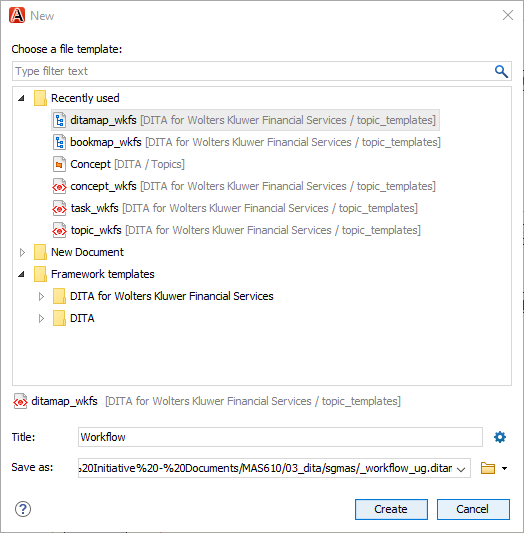 New
Choose a file template:
Type filter text
Recently used
ditamap_wkfs [DITA for Wolters Kluwer Financial Services / topic_templates]
bookmap_wkfs [DITA for Wolters Kluwer Financial Services / topic_templates]
Concept [DITA / Topics]
concept_wkfs [DITA for Wolters Kluwer Financial Services / topic_templates]
task_wkfs [DITA for Wolters Kluwer Financial Services / topic_templates]
topic_wkfs [DITA for Wolters Kluwer Financial Services / topic_templates]
New Document
Framework templates
DITA for Wolters Kluwer Financial Services
DITA
ditamap_wkfs [DITA for Wolters Kluwer Financial Services / topic_templates]
Title: Workflow
Save as: %20Initiative%20-%20Documents/MAS610/03_dita/sgmas/_workflow_ug.ditam
? Create Cancel